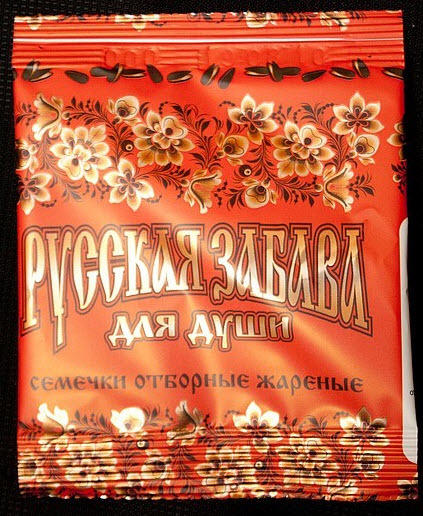 РУССКАЯ ЗАБАВА
ДЛЯ ДУШИ
СЕМЕЧКИ ОТБОРНЫЕ ЖАРЕНЫЕ